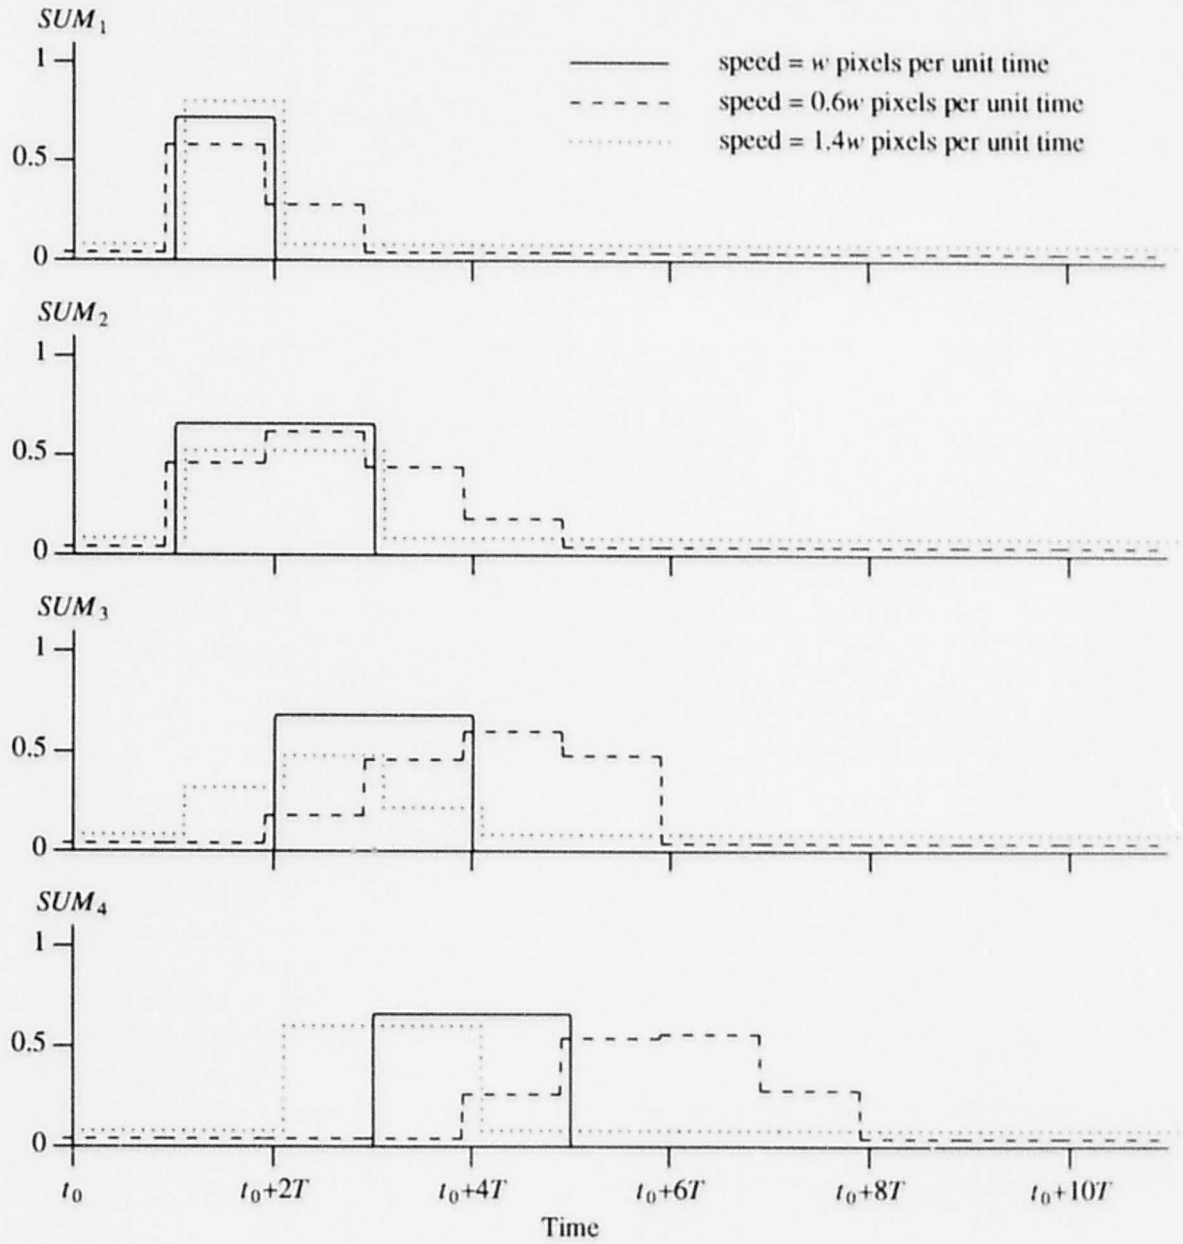 SUM₁
1
speed = w pixels per unit time
speed = 0.6w pixels per unit time
0.5
speed = 1.4w pixels per unit time
0
SUM₂
1
0.5
0
SUM₃
1
0.5
0
SUM₄
1
0.5
0
t₀ t₀+2T t₀+4T t₀+6T t₀+8T t₀+10T
Time